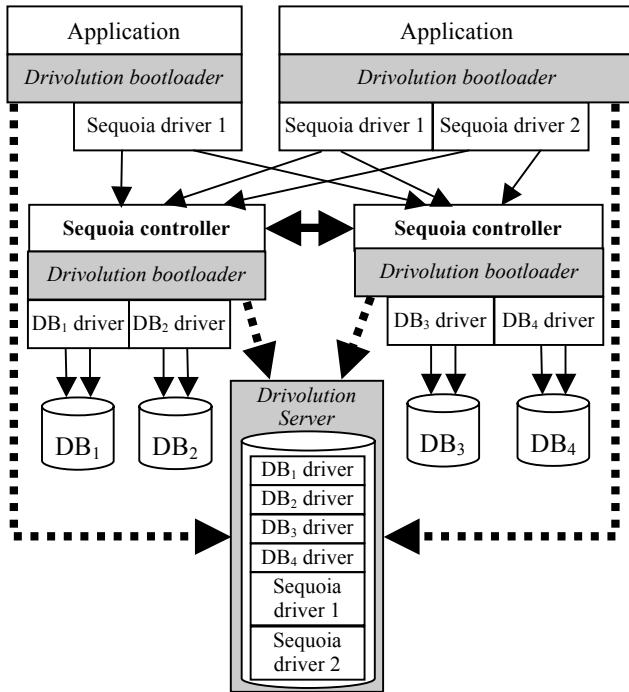 Application
Application
Drivolution bootloader
Drivolution bootloader
Sequoia driver 1
Sequoia driver 1
Sequoia driver 2
Sequoia controller
Sequoia controller
Drivolution bootloader
Drivolution bootloader
DB₁ driver
DB₂ driver
DB₃ driver
DB₄ driver
DB₁
DB₂
DB₃
DB₄
Drivolution
Server
DB₁ driver
DB₂ driver
DB₃ driver
DB₄ driver
Sequoia
driver 1
Sequoia
driver 2